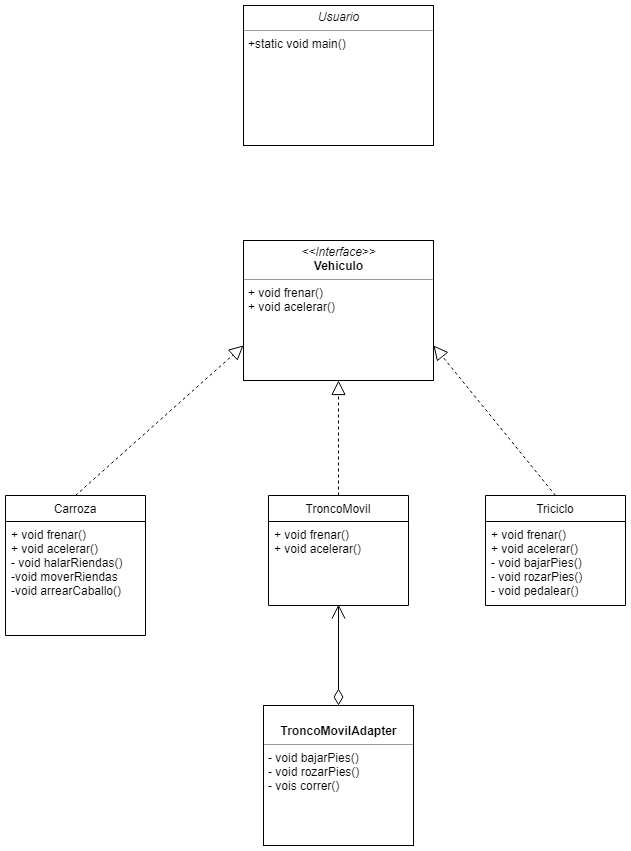 Usuario
+static void main()
<<Interface>>
Vehiculo
+ void frenar()
+ void acelerar()
Carroza
+ void frenar()
+ void acelerar()
- void halarRiendas()
-void moverRiendas
-void arrearCaballo()
TroncoMovil
+ void frenar()
+ void acelerar()
Triciclo
+ void frenar()
+ void acelerar()
- void bajarPies()
- void rozarPies()
- void pedalear()
TroncoMovilAdapter
- void bajarPies()
- void rozarPies()
- vois correr()